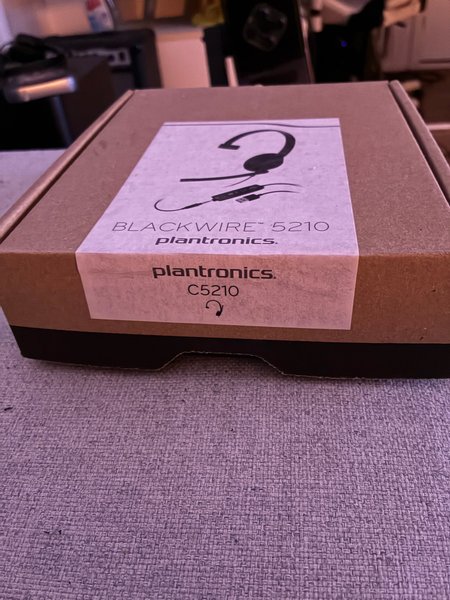 BLACKWIRE™ 5210
plantronics.
plantronics.
C5210